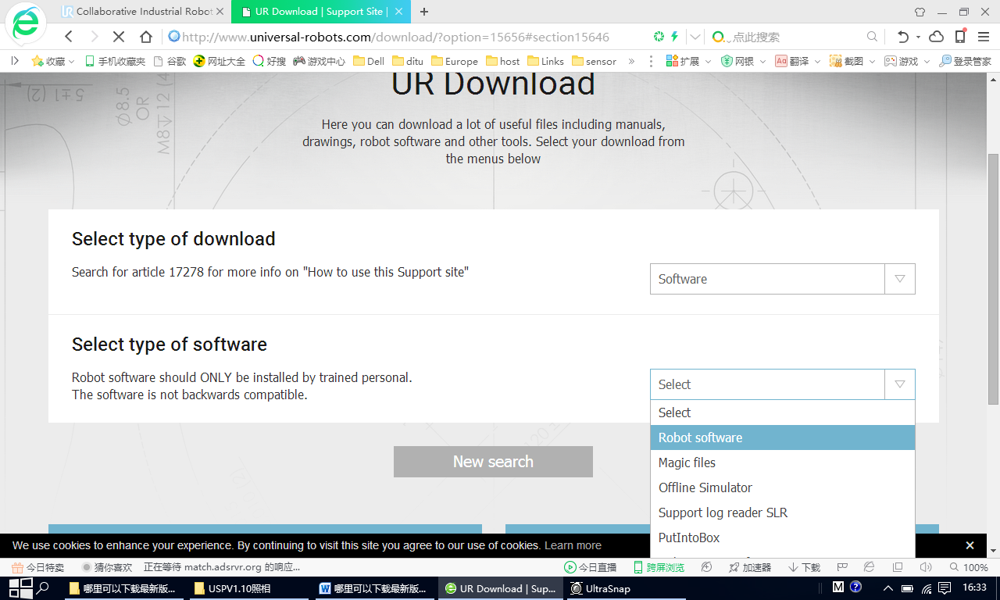 Collaborative Industrial Robot
UR Download | Support Site |
http://www.universal-robots.com/download/?option=15656#section15646
点此搜索
收藏
手机收藏夹
谷歌
网址大全
好搜
游戏中心
Dell
ditu
Europe
host
Links
sensor
扩展
网银
Aa
翻译
截图
游戏
登录管家
5±1 (2)
Ø8.5
OR
M8↧12 (4
UR Download
Here you can download a lot of useful files including manuals,
drawings, robot software and other tools. Select your download from
the menus below
Select type of download
Search for article 17278 for more info on "How to use this Support site"
Software
Select type of software
Robot software should ONLY be installed by trained personal.
The software is not backwards compatible.
Select
Select
Robot software
Magic files
Offline Simulator
Support log reader SLR
PutIntoBox
New search
We use cookies to enhance your experience. By continuing to visit this site you agree to our use of cookies. Learn more
今日特卖
猜你喜欢
正在等待 match.adsrvr.org 的响应...
今日直播
跨屏浏览
加速器
下载
100%
哪里可以下载最新版...
USPV1.10照相
哪里可以下载最新版...
UR Download | Sup...
UltraSnap
M
16:33